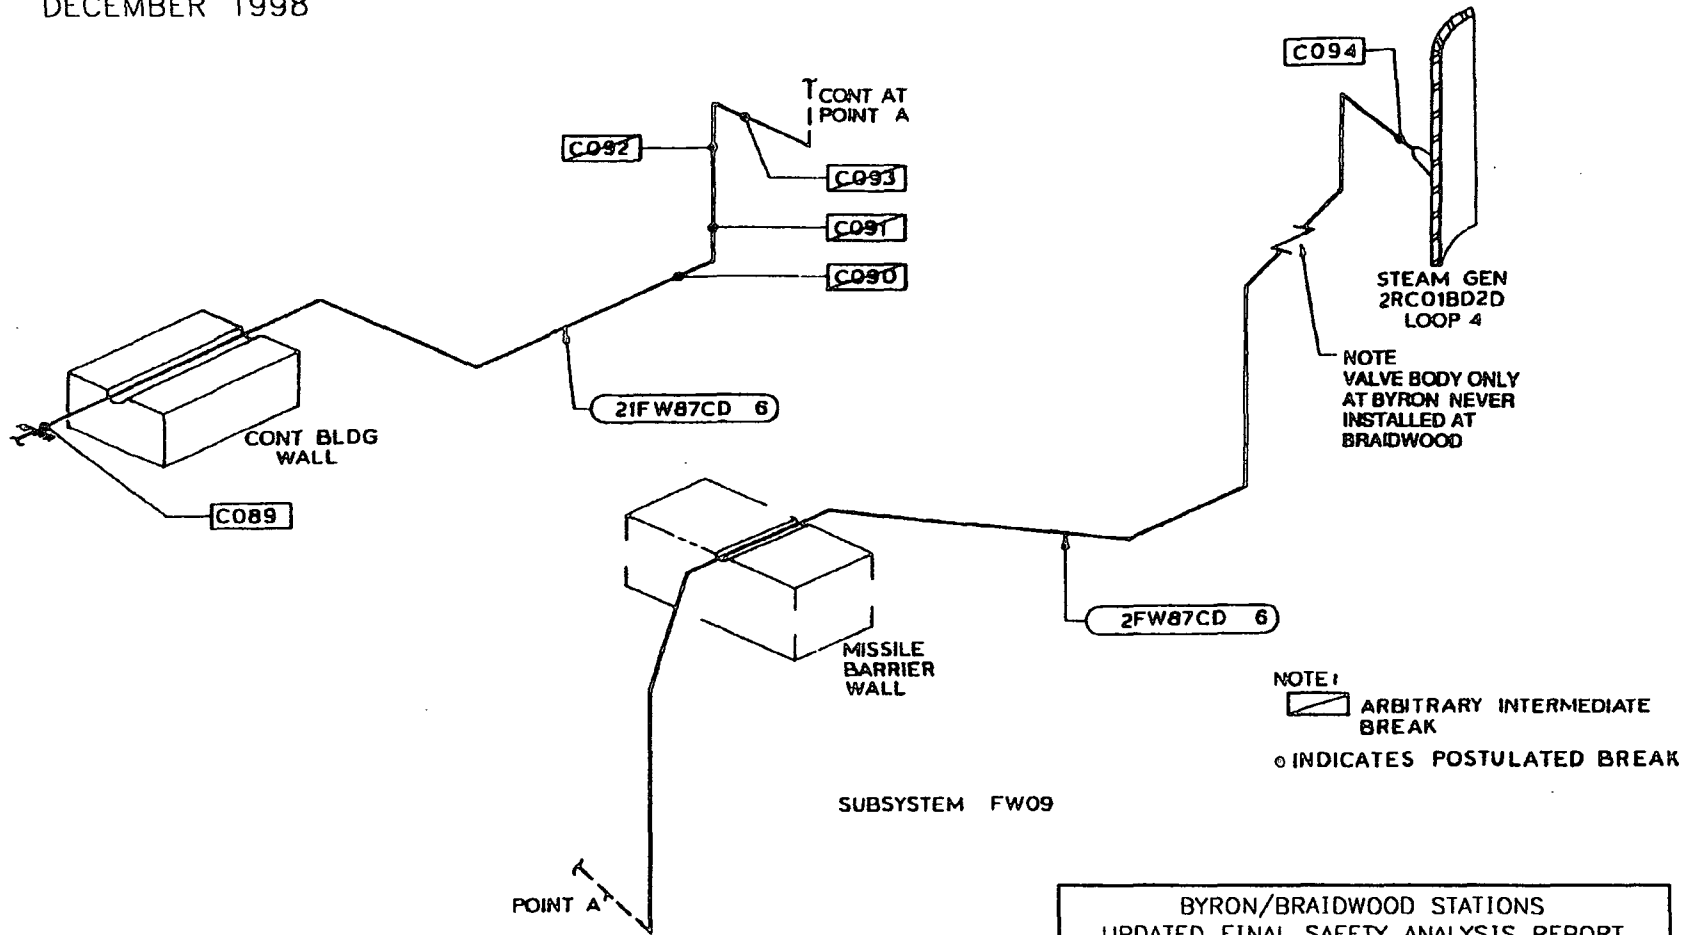 DECEMBER 1998
C094
CONT AT
POINT A
C092
C093
C091
C090
STEAM GEN
2RC01BD2D
LOOP 4
NOTE
VALVE BODY ONLY
AT BYRON NEVER
INSTALLED AT
BRAIDWOOD
21FW87CD 6
CONT BLDG
WALL
C089
2FW87CD 6
MISSILE
BARRIER
WALL
NOTE:
ARBITRARY INTERMEDIATE
BREAK
INDICATES POSTULATED BREAK
SUBSYSTEM FW09
POINT A'
BYRON/BRAIDWOOD STATIONS
UPDATED FINAL SAFETY ANALYSIS REPORT